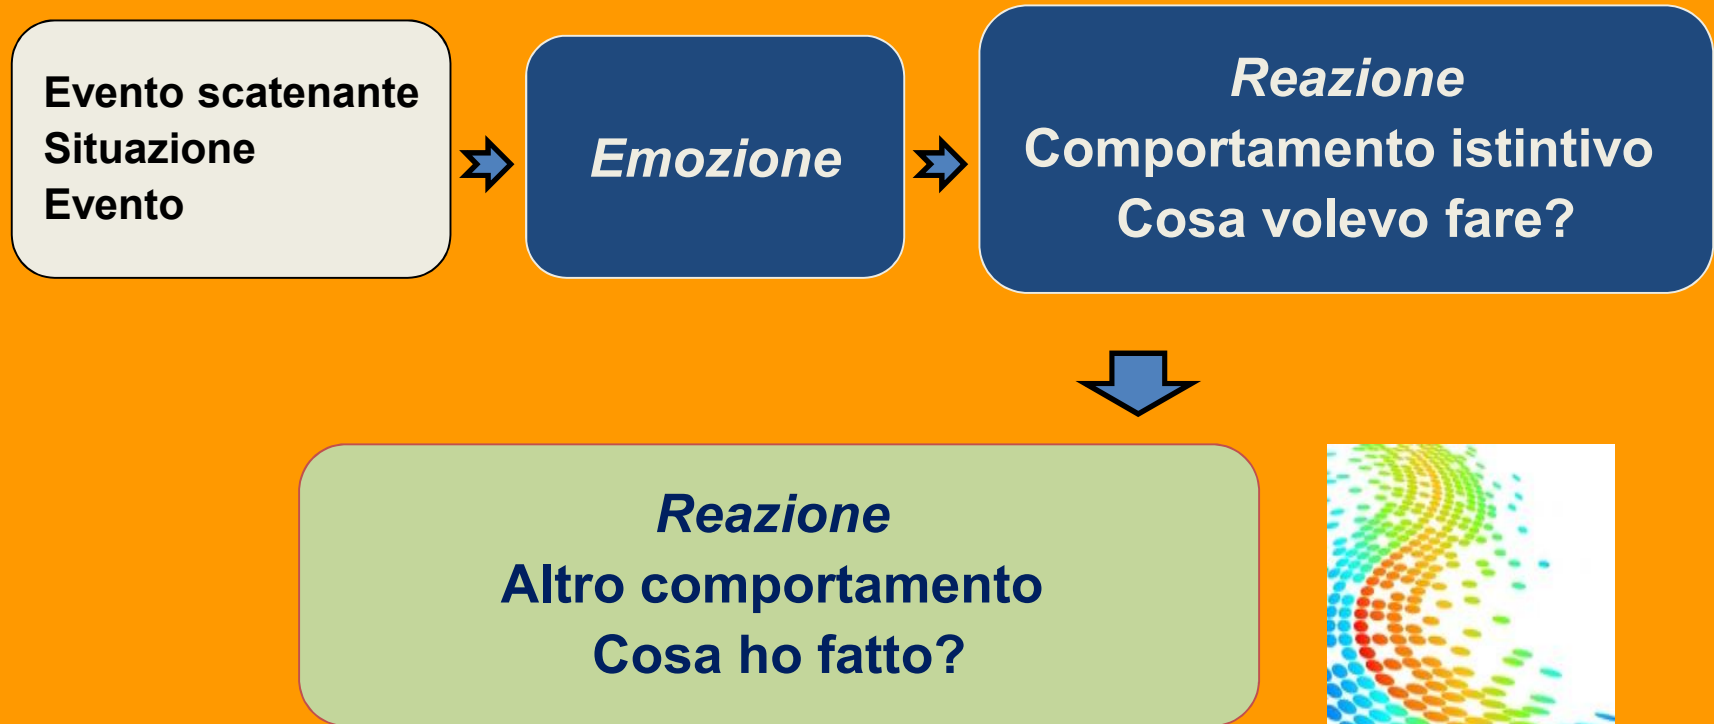 Evento scatenante
Situazione
Evento
Emozione
Reazione
Comportamento istintivo
Cosa volevo fare?
Reazione
Altro comportamento
Cosa ho fatto?